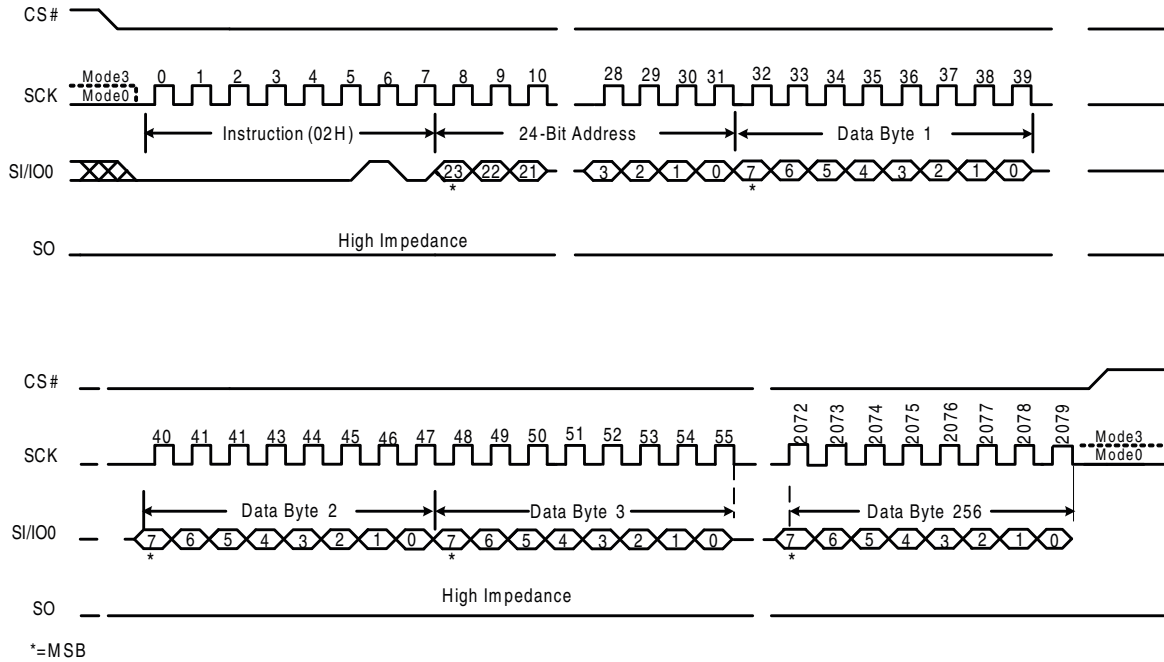 CS#
Mode3
SCK
Mode0
0 1 2 3 4 5 6 7 8 9 10 28 29 30 31 32 33 34 35 36 37 38 39
Instruction (02H) 24-Bit Address Data Byte 1
SI/IO0 23 22 21 3 2 1 0 7 6 5 4 3 2 1 0
* *
High Impedance
SO
CS#
40 41 41 43 44 45 46 47 48 49 50 51 52 53 54 55 2072 2073 2074 2075 2076 2077 2078 2079
Mode3
SCK
Mode0
Data Byte 2 Data Byte 3 Data Byte 256
SI/IO0 7 6 5 4 3 2 1 0 7 6 5 4 3 2 1 0 7 6 5 4 3 2 1 0
* * *
High Impedance
SO
*=MSB